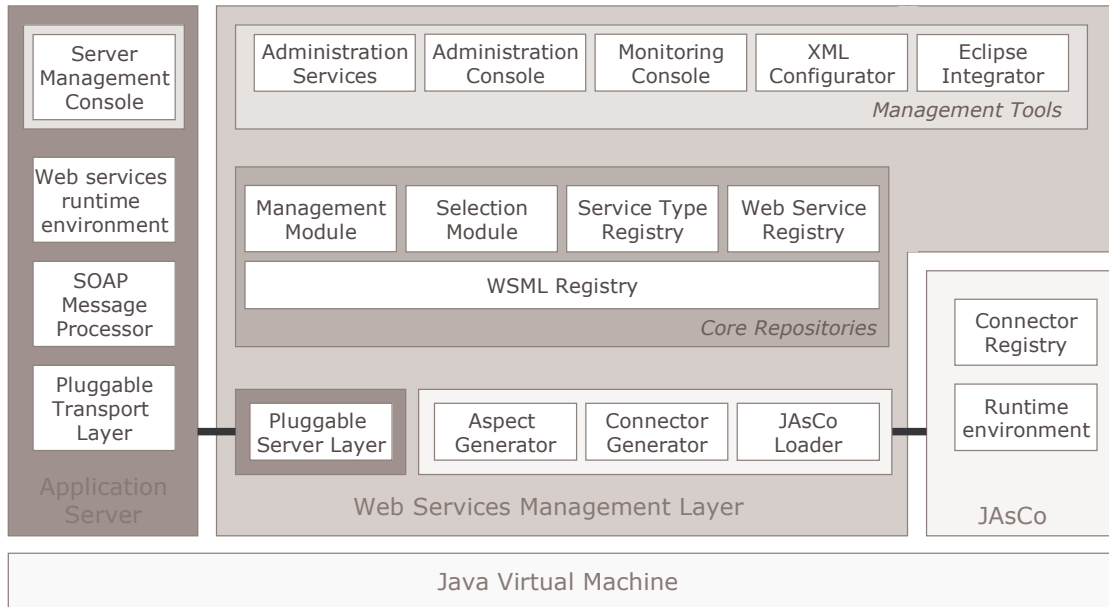 Server
Management
Console
Web services
runtime
environment
SOAP
Message
Processor
Pluggable
Transport
Layer
Application
Server
Administration
Services
Administration
Console
Monitoring
Console
XML
Configurator
Eclipse
Integrator
Management Tools
Management
Module
Selection
Module
Service Type
Registry
Web Service
Registry
WSML Registry
Core Repositories
Pluggable
Server Layer
Aspect
Generator
Connector
Generator
JAsCo
Loader
Web Services Management Layer
Connector
Registry
Runtime
environment
JAsCo
Java Virtual Machine